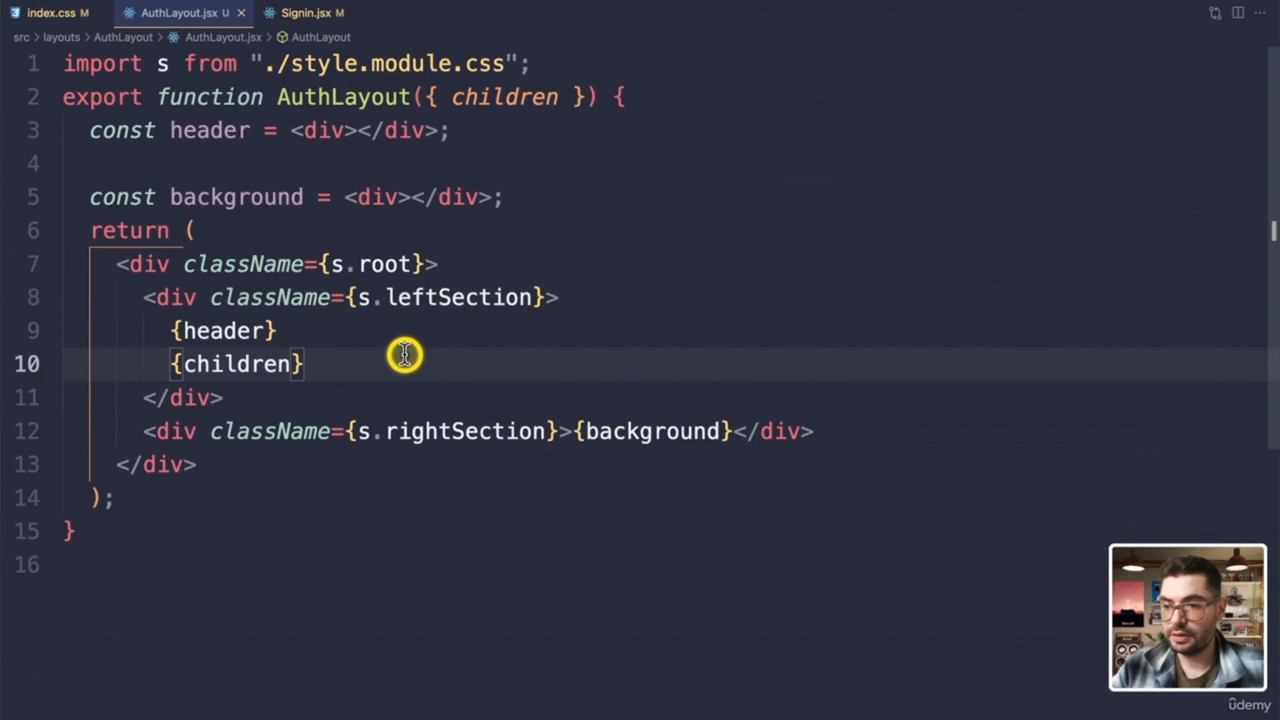 index.css M AuthLayout.jsx U Signin.jsx M
src layouts AuthLayout AuthLayout.jsx AuthLayout
1 import s from "./style.module.css";
2 export function AuthLayout({ children }) {
3 const header = <div></div>;
4
5 const background = <div></div>;
6 return (
7 <div className={s.root}>
8 <div className={s.leftSection}>
9 {header}
10 {children}
11 </div>
12 <div className={s.rightSection}>{background}</div>
13 </div>
14 );
15 }
16
ûdemy